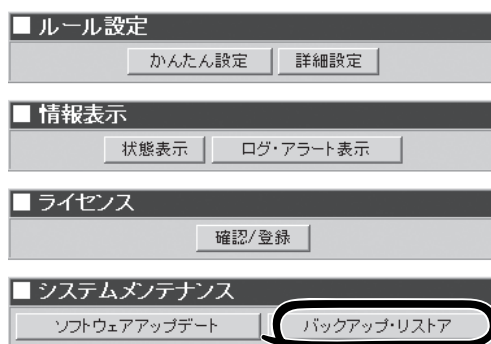 ■ ルール設定
かんたん設定 詳細設定
■ 情報表示
状態表示 ログ・アラート表示
■ ライセンス
確認/登録
■ システムメンテナンス
ソフトウェアアップデート バックアップ・リストア